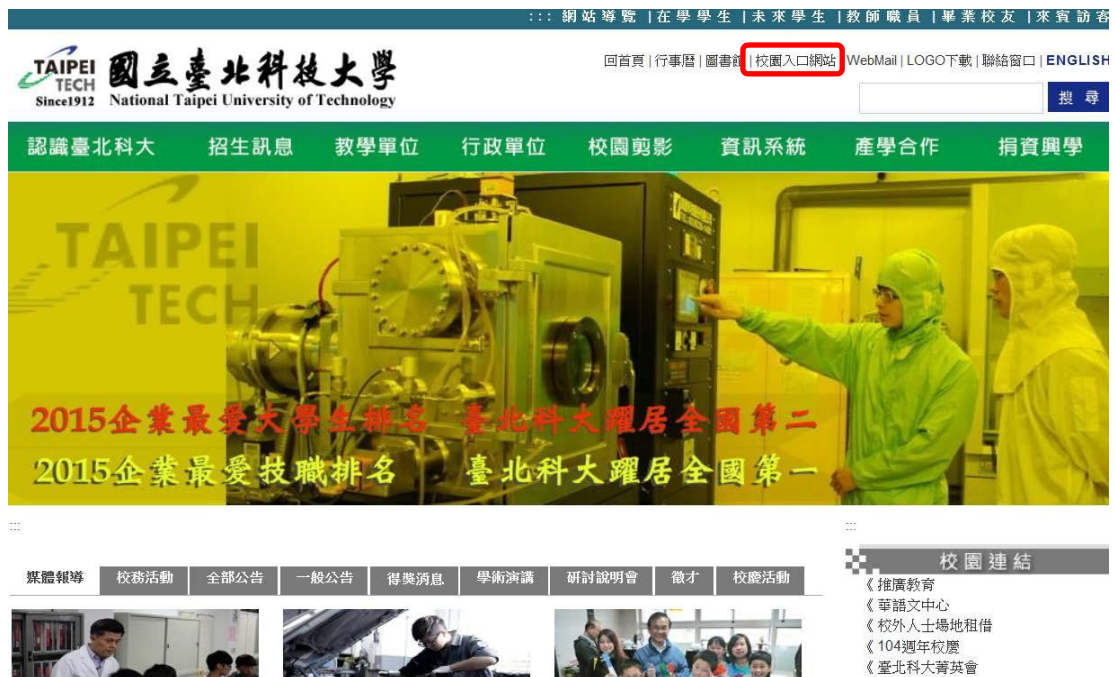 ::: 網站導覽 |在學學生 |未來學生 |教師職員 |畢業校友 |來賓訪客
TAIPEI
TECH
Since1912
國立臺北科技大學
National Taipei University of Technology
回首頁 | 行事曆 | 圖書館 | 校園入口網站 WebMail | LOGO下載 | 聯絡窗口 | ENGLISH
搜 尋
認識臺北科大 招生訊息 教學單位 行政單位 校園剪影 資訊系統 產學合作 捐資興學
TAIPEI
TECH
2015企業最愛大學生排名 臺北科大躍居全國第二
2015企業最愛技職排名 臺北科大躍居全國第一
::: :::
媒體報導 校務活動 全部公告 一般公告 得獎消息 學術演講 研討說明會 徵才 校慶活動
校園連結
《 推廣教育
《 華語文中心
《 校外人士場地租借
《 104週年校慶
《 臺北科大菁英會